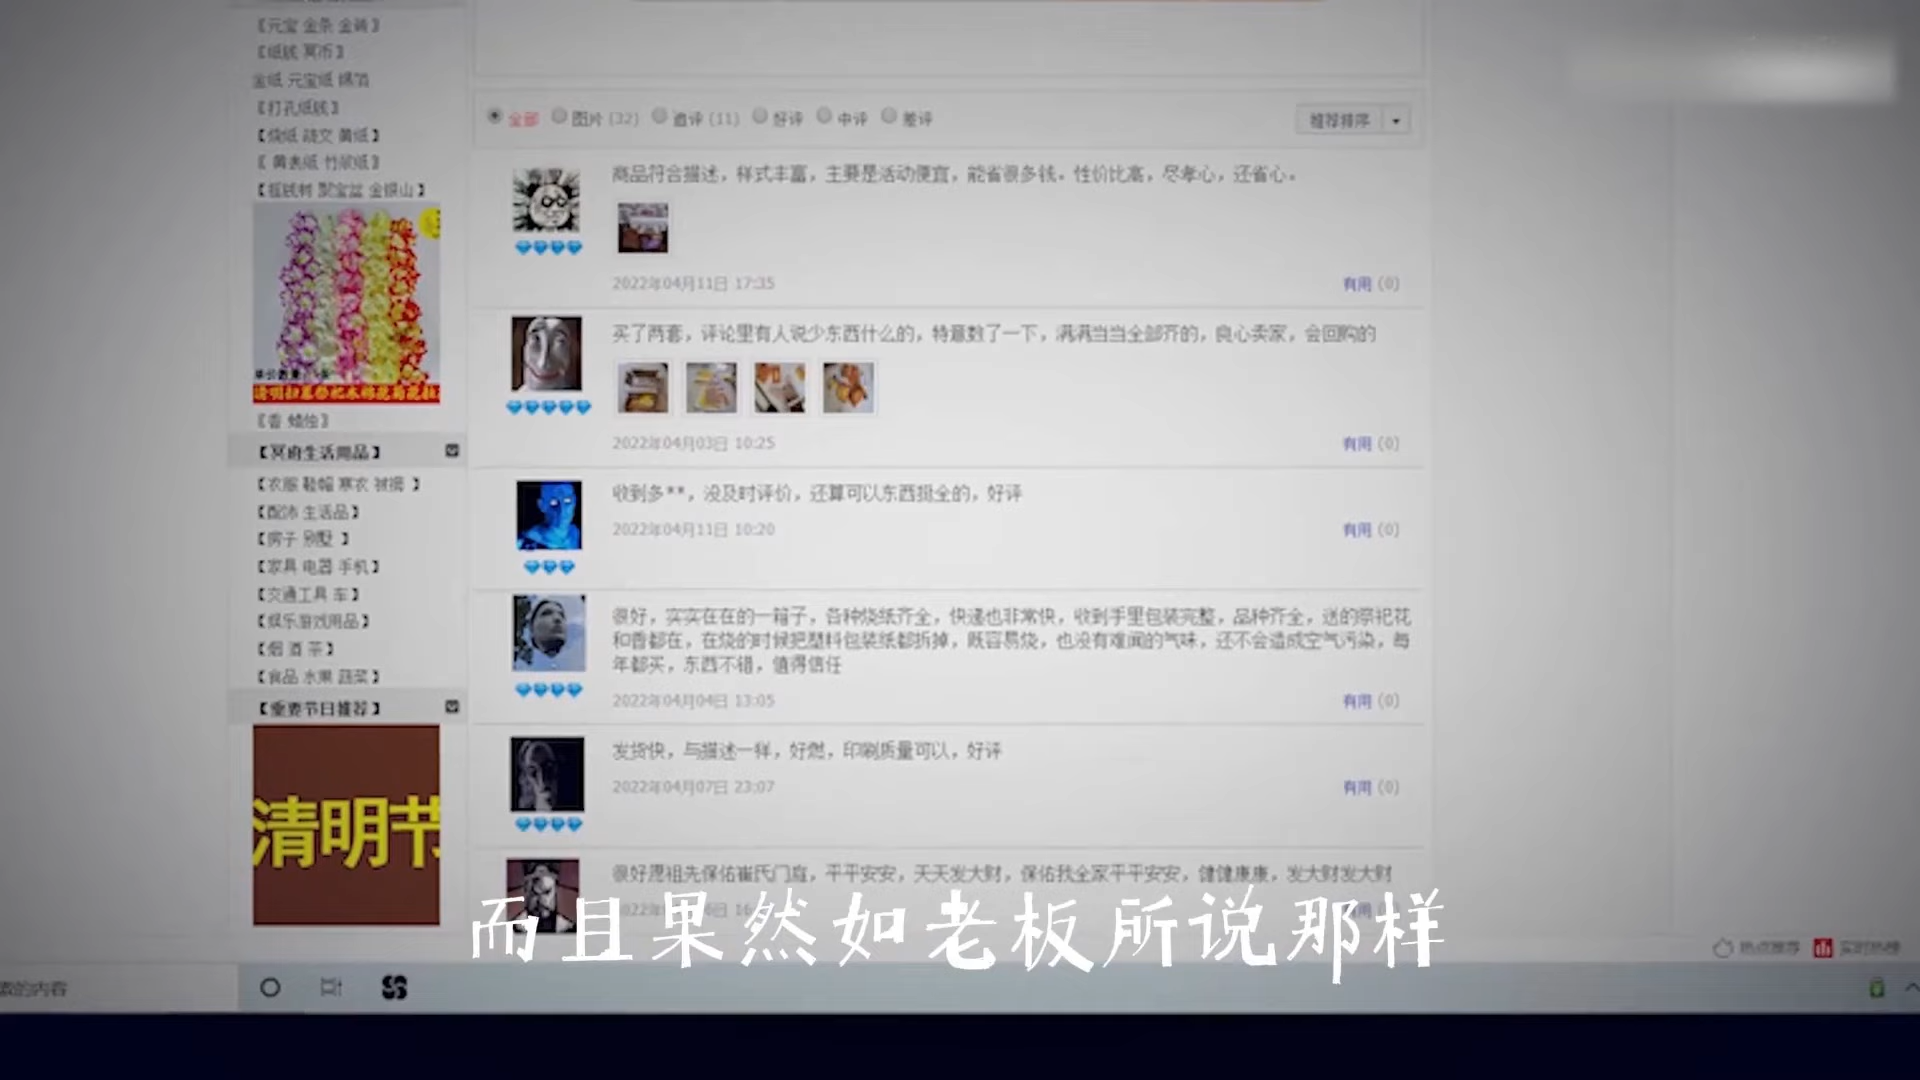 【元宝 金条 金砖】
【纸钱 冥币】
金纸 元宝纸 锡箔
【打孔纸钱】
【烧纸 疏文 黄纸】
【 黄表纸 竹浆纸】
【摇钱树 聚宝盆 金银山】
【香 蜡烛】
【冥府生活用品】
【衣服 鞋帽 寒衣 被褥 】
【配饰 生活品】
【房子 别墅 】
【家具 电器 手机】
【交通工具 车】
【娱乐游戏用品】
【烟 酒 茶】
【食品 水果 蔬菜】
【重要节日推荐】
清明节
全部 图片 (32) 追评 (11) 好评 中评 差评
推荐排序
商品符合描述，样式丰富，主要是活动便宜，能省很多钱。性价比高，尽孝心，还省心。
2022年04月11日 17:35
有用 (0)
买了两套，评论里有人说少东西什么的，特意数了一下，满满当当全部齐的，良心卖家，会回购的
2022年04月03日 10:25
有用 (0)
收到多**，没及时评价，还算可以东西挺全的，好评
2022年04月11日 10:20
有用 (0)
很好，实实在在的一箱子，各种烧纸齐全，快递也非常快，收到手里包装完整，品种齐全，送的祭祀花
和香都在，在烧的时候把塑料包装纸都拆掉，既容易烧，也没有难闻的气味，还不会造成空气污染，每
年都买，东西不错，值得信任
2022年04月04日 13:05
有用 (0)
发货快，与描述一样，好燃，印刷质量可以，好评
2022年04月07日 23:07
有用 (0)
很好愿祖先保佑崔氏门庭，平平安安，天天发大财，保佑我全家平平安安，健健康康，发大财发大财
而且果然如老板所说那样
热点推荐 实时热榜
索的内容